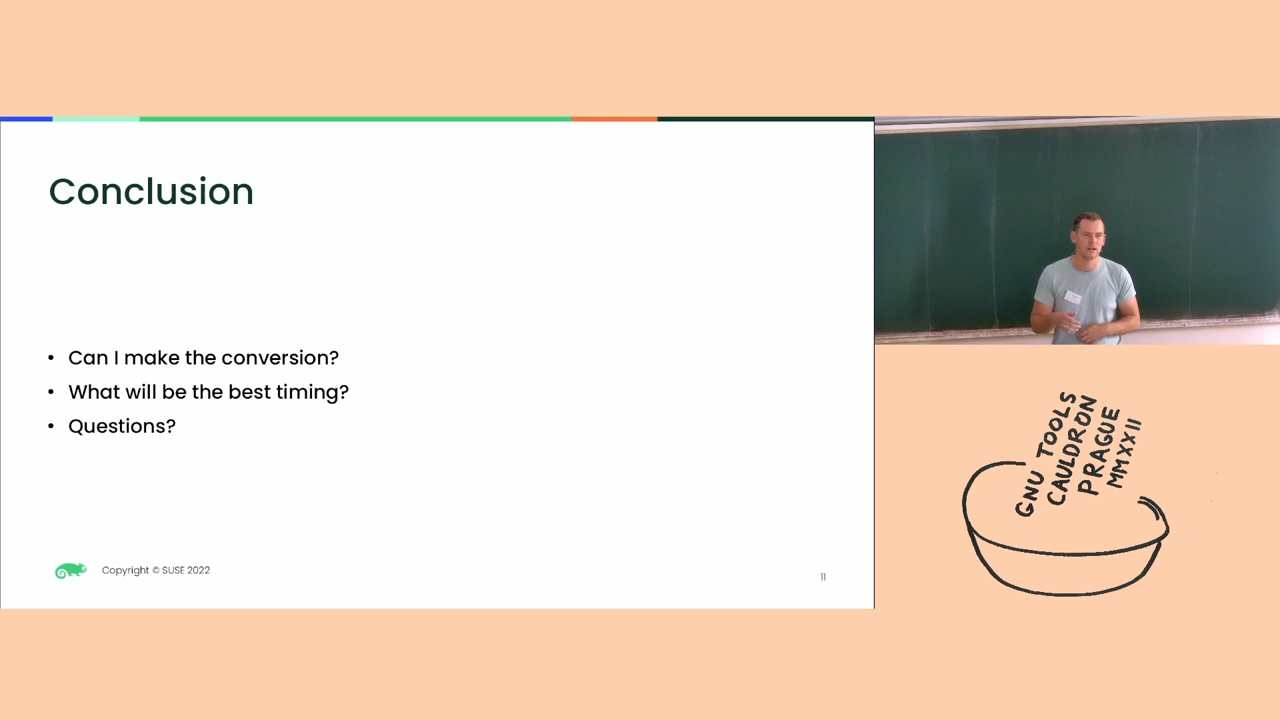 Conclusion
• Can I make the conversion?
• What will be the best timing?
• Questions?
Copyright © SUSE 2022
11
GNU TOOLS
CAULDRON
PRAGUE
MMXXII